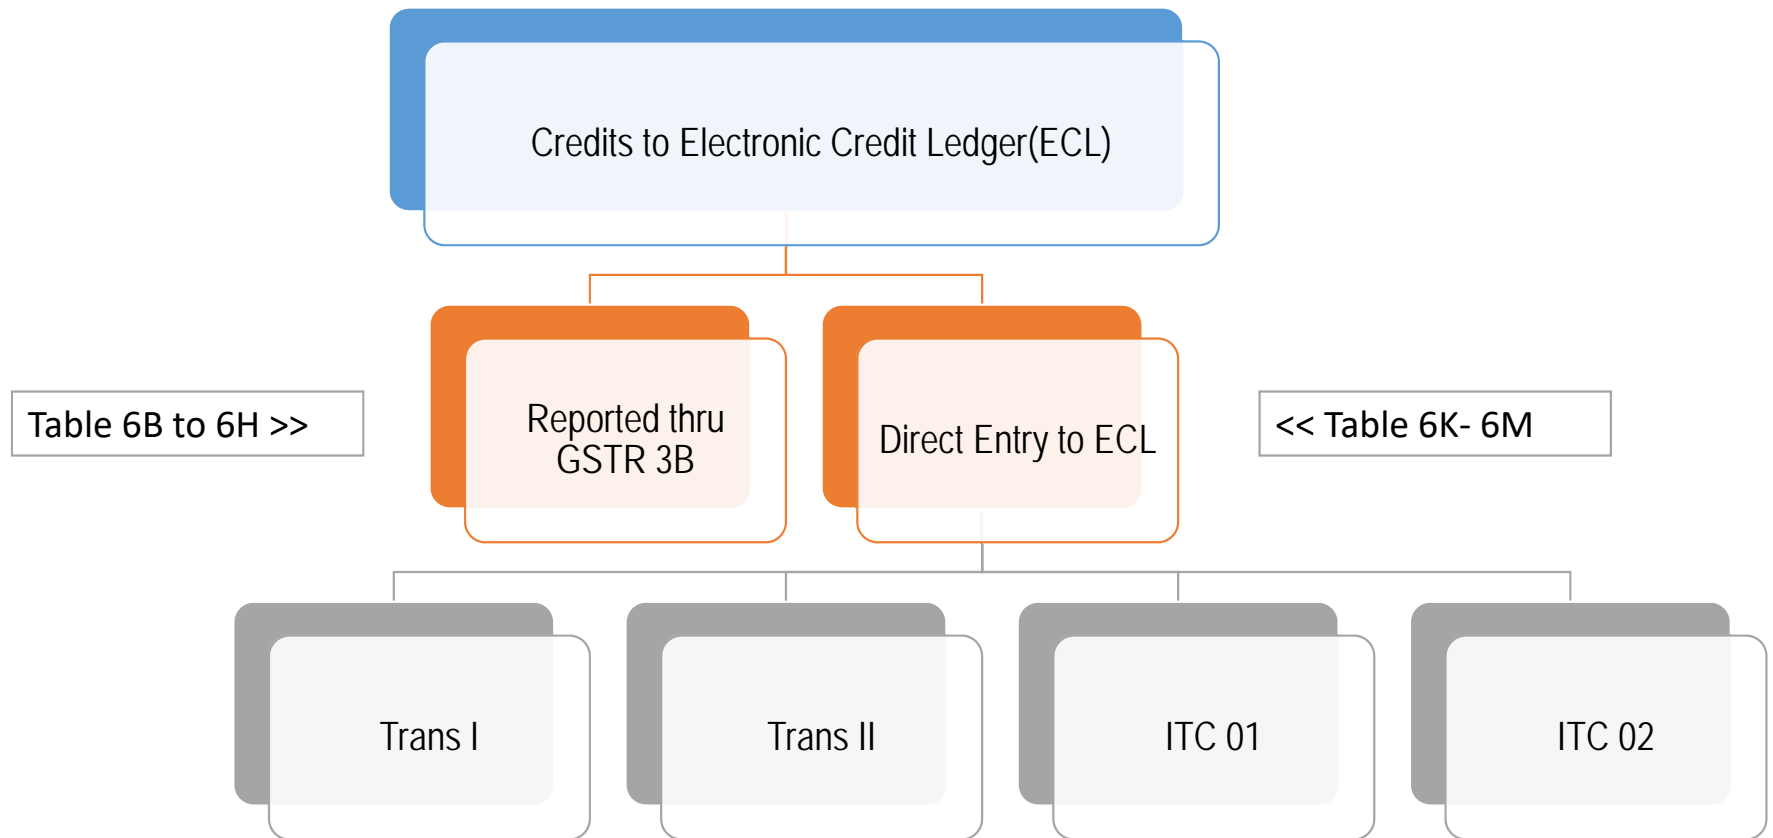 Credits to Electronic Credit Ledger(ECL)
Table 6B to 6H >>
Reported thru
GSTR 3B
Direct Entry to ECL
<< Table 6K- 6M
Trans I
Trans II
ITC 01
ITC 02